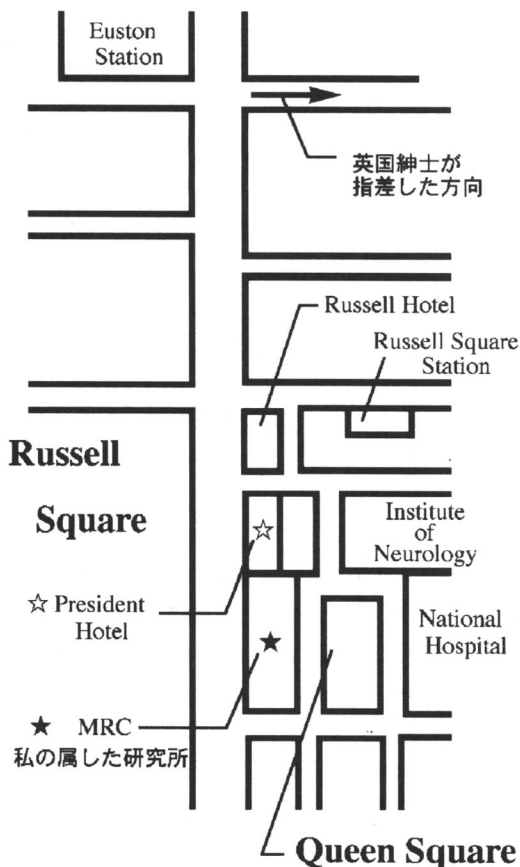 Euston
Station
英国紳士が
指差した方向
Russell Hotel
Russell Square
Station
Russell
Square
Institute
of
Neurology
☆ President
Hotel
National
Hospital
★ MRC
私の属した研究所
Queen Square